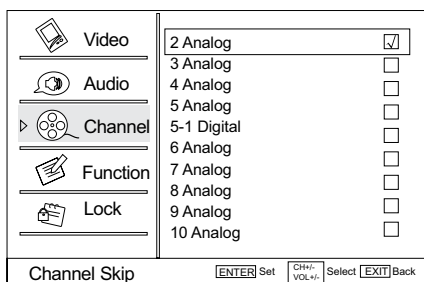 Video
Audio
Channel
Function
Lock
2 Analog
3 Analog
4 Analog
5 Analog
5-1 Digital
6 Analog
7 Analog
8 Analog
9 Analog
10 Analog
Channel Skip
ENTER Set
CH+/-
VOL+/- Select EXIT Back